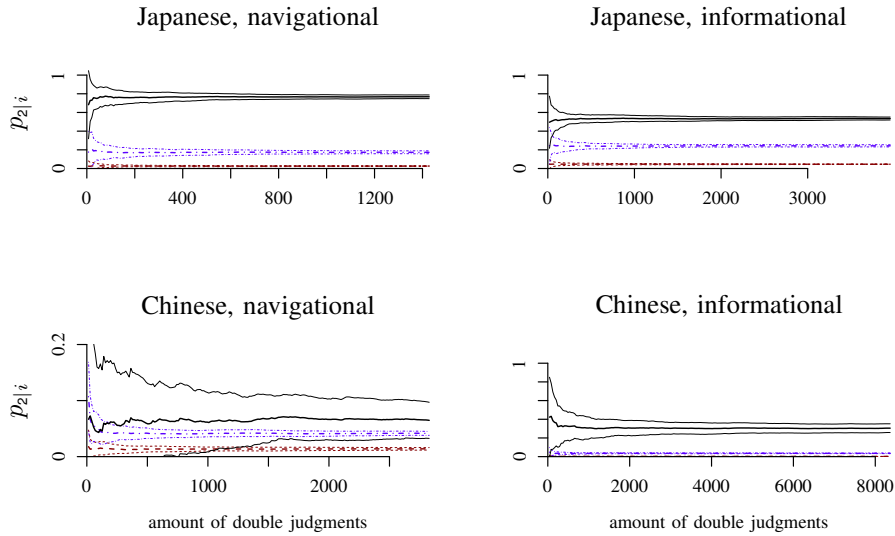 Japanese, navigational
Japanese, informational
p2|i
1
0
0 400 800 1200
1
0
0 1000 2000 3000
Chinese, navigational
Chinese, informational
p2|i
0.2
0
0 1000 2000
1
0
0 2000 4000 6000 8000
amount of double judgments
amount of double judgments